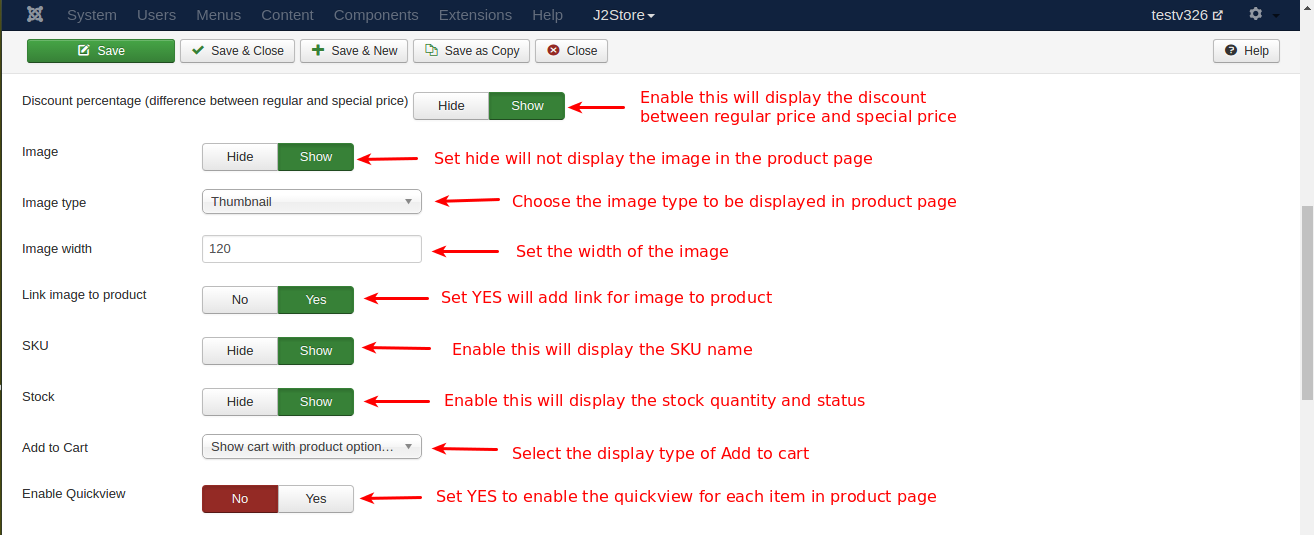 System Users Menus Content Components Extensions Help J2Store testv326
Save Save & Close Save & New Save as Copy Close Help
Discount percentage (difference between regular and special price) Hide Show Enable this will display the discount
between regular price and special price
Image Hide Show Set hide will not display the image in the product page
Image type Thumbnail Choose the image type to be displayed in product page
Image width 120 Set the width of the image
Link image to product No Yes Set YES will add link for image to product
SKU Hide Show Enable this will display the SKU name
Stock Hide Show Enable this will display the stock quantity and status
Add to Cart Show cart with product option... Select the display type of Add to cart
Enable Quickview No Yes Set YES to enable the quickview for each item in product page